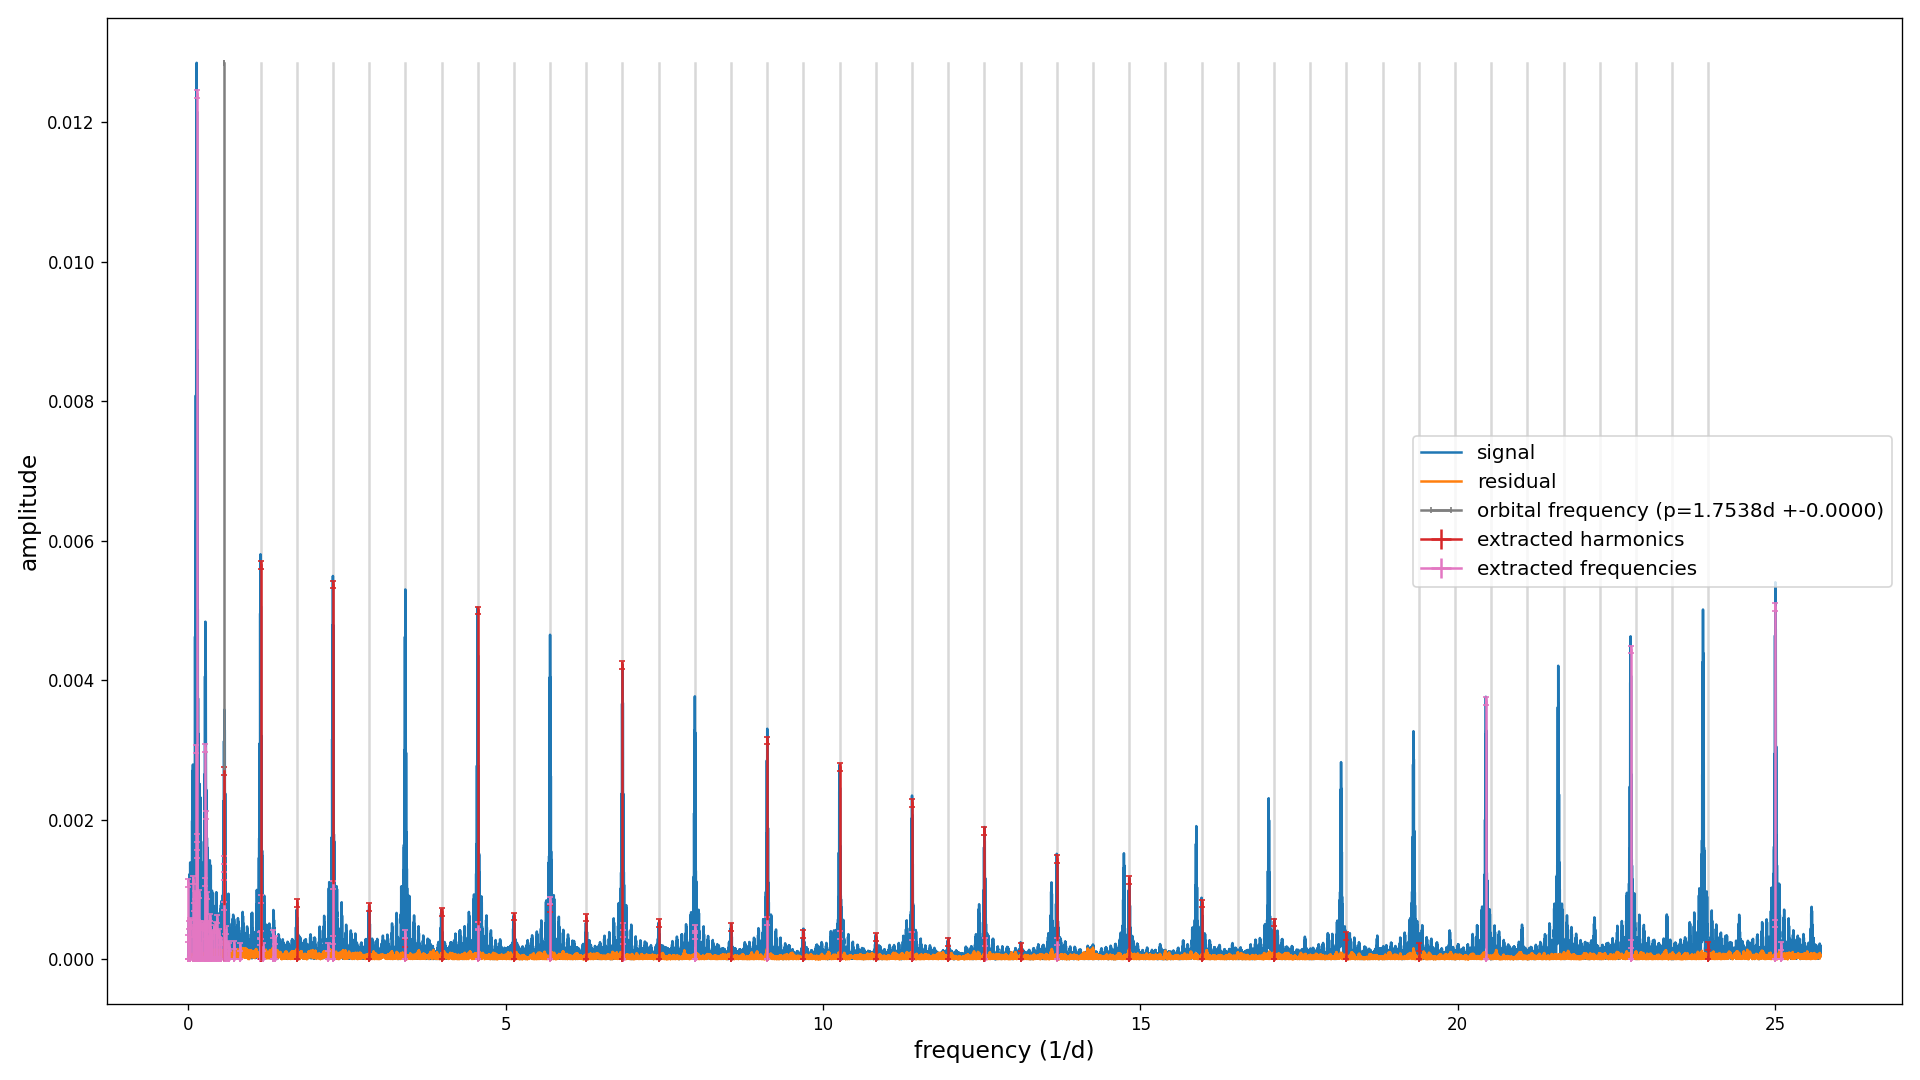 0.012
0.010
0.008
0.006
0.004
0.002
0.000
amplitude
signal
residual
orbital frequency (p=1.7538d +-0.0000)
extracted harmonics
extracted frequencies
0 5 10 15 20 25
frequency (1/d)